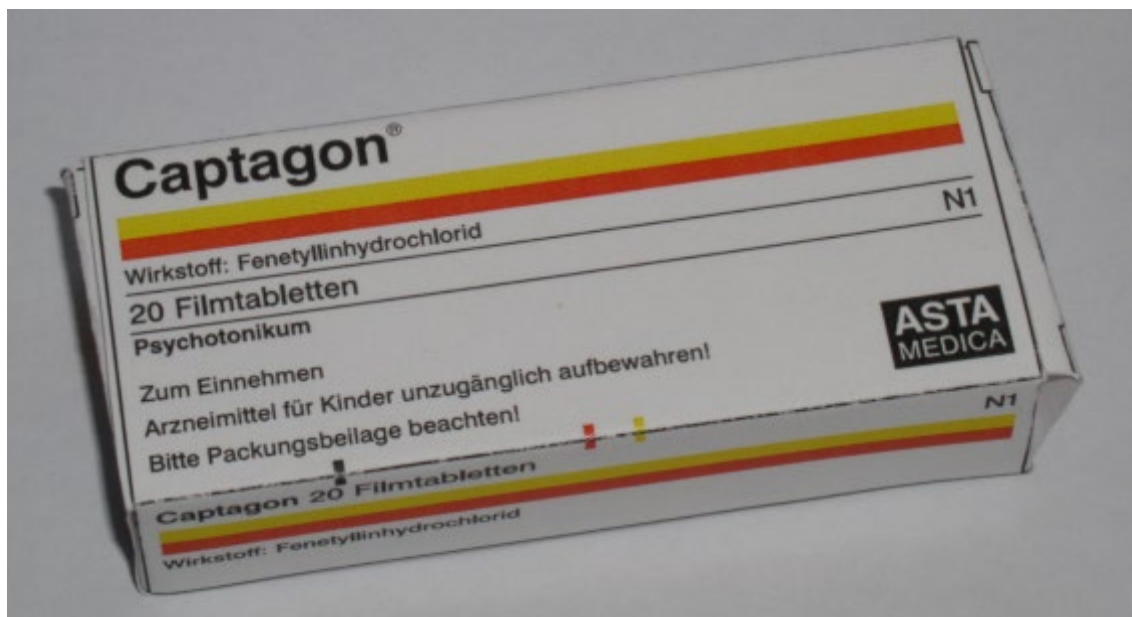 Captagon®
Wirkstoff: Fenetyllinhydrochlorid
N1
20 Filmtabletten
Psychotonikum
Zum Einnehmen
Arzneimittel für Kinder unzugänglich aufbewahren!
Bitte Packungsbeilage beachten!
ASTA
MEDICA
N1
Captagon 20 Filmtabletten
Wirkstoff: Fenetyllinhydrochlorid